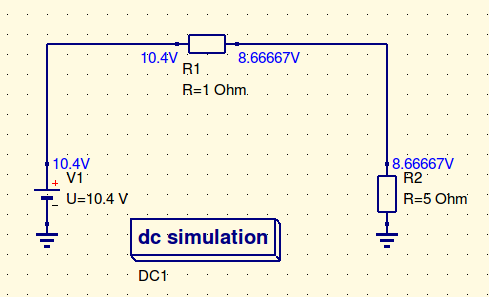 10.4V
8.66667V
R1
R=1 Ohm
10.4V
V1
U=10.4 V
8.66667V
R2
R=5 Ohm
dc simulation
DC1